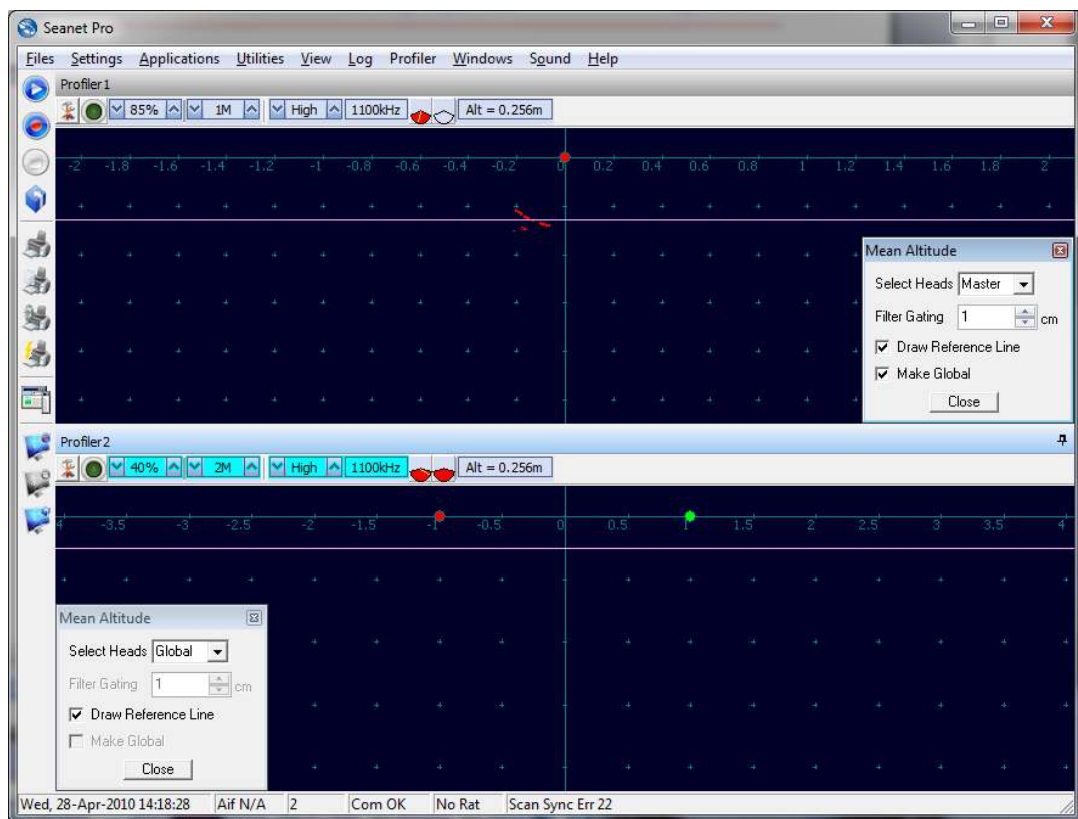 Seanet Pro
Files Settings Applications Utilities View Log Profiler Windows Sound Help
Profiler1
85% 1M High 1100kHz Alt = 0.256m
-2 -1.8 -1.6 -1.4 -1.2 -1 -0.8 -0.6 -0.4 -0.2 0 0.2 0.4 0.6 0.8 1 1.2 1.4 1.6 1.8 2
Mean Altitude
Select Heads Master
Filter Gating 1 cm
Draw Reference Line
Make Global
Close
Profiler2
40% 2M High 1100kHz Alt = 0.256m
4 -3.5 -3 -2.5 -2 -1.5 -1 -0.5 0 0.5 1 1.5 2 2.5 3 3.5 4
Mean Altitude
Select Heads Global
Filter Gating 1 cm
Draw Reference Line
Make Global
Close
Wed, 28-Apr-2010 14:18:28 Aif N/A 2 Com OK No Rat Scan Sync Err 22